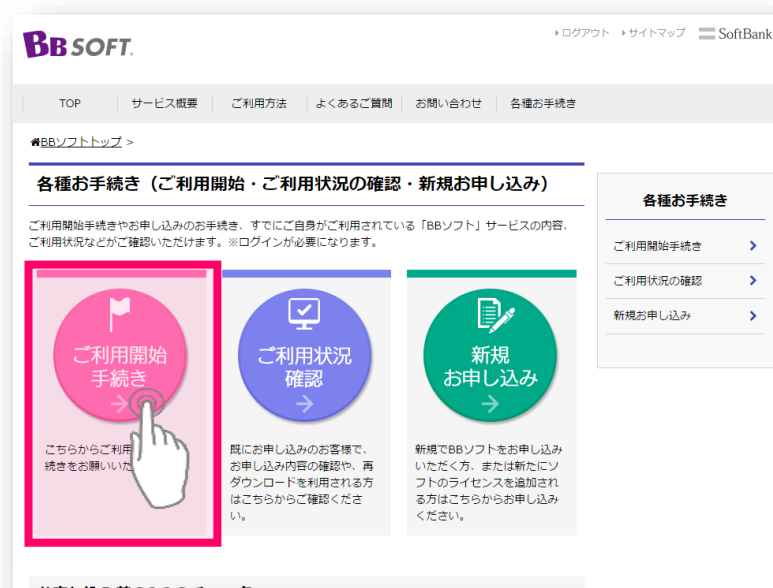 BB SOFT.
ログアウト サイトマップ SoftBank
TOP サービス概要 ご利用方法 よくあるご質問 お問い合わせ 各種お手続き
BBソフトトップ >
各種お手続き（ご利用開始・ご利用状況の確認・新規お申し込み）
ご利用開始手続きやお申し込みのお手続き、すでにご自身がご利用されている「BBソフト」サービスの内容、
ご利用状況などがご確認いただけます。※ログインが必要になります。
ご利用開始
手続き
こちらからご利用
続きをお願いいた
ご利用状況
確認
既にお申し込みのお客様で、
お申し込み内容の確認や、再
ダウンロードを利用される方
はこちらからご確認くださ
い。
新規
お申し込み
新規でBBソフトをお申し込み
いただく方、または新たにソ
フトのライセンスを追加され
る方はこちらからお申し込み
ください。
各種お手続き
ご利用開始手続き
ご利用状況の確認
新規お申し込み